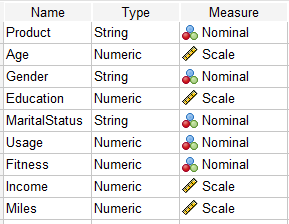 Name Type Measure
Product String Nominal
Age Numeric Scale
Gender String Nominal
Education Numeric Scale
MaritalStatus String Nominal
Usage Numeric Nominal
Fitness Numeric Nominal
Income Numeric Scale
Miles Numeric Scale